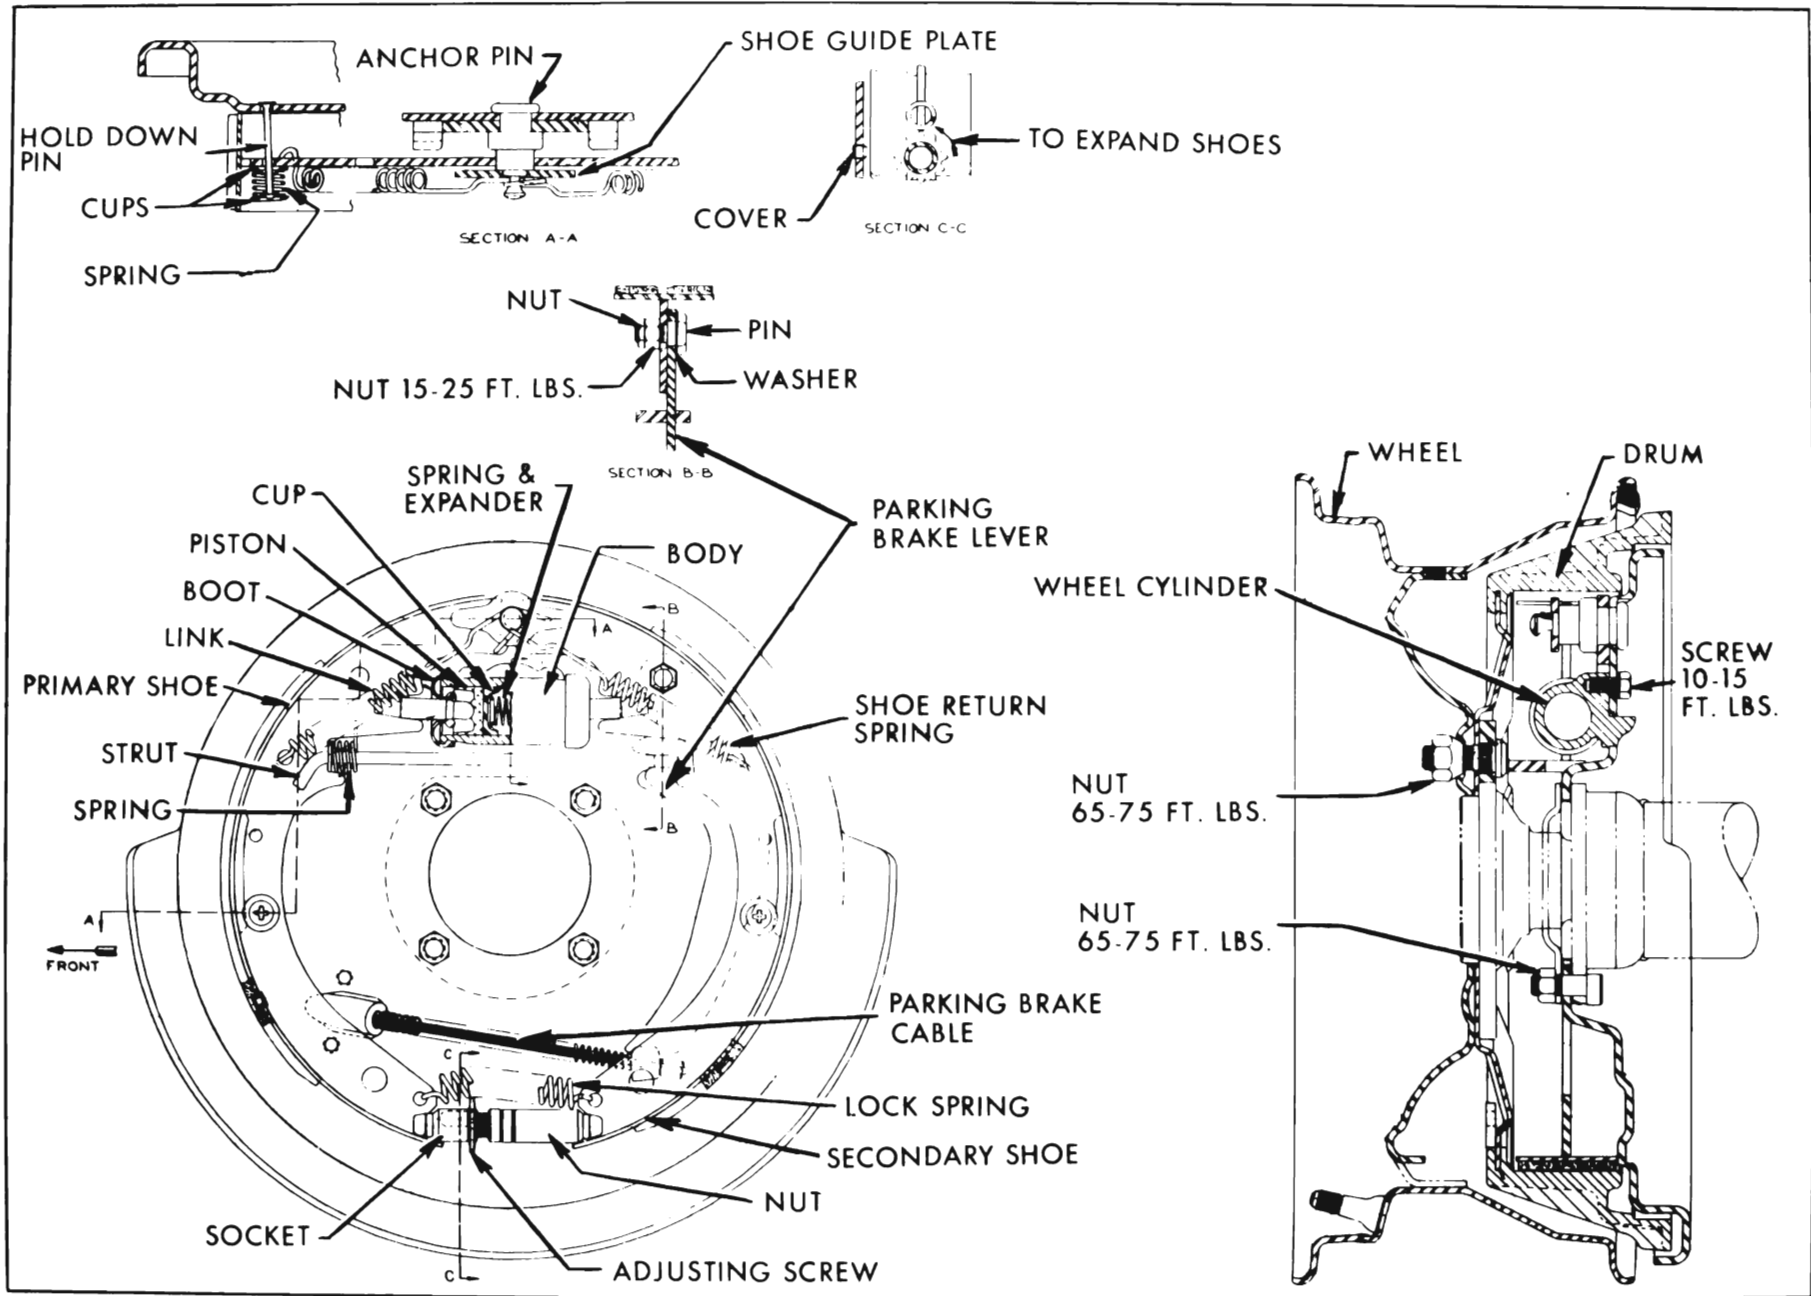 ANCHOR PIN
SHOE GUIDE PLATE
HOLD DOWN
PIN
TO EXPAND SHOES
CUPS
COVER
SECTION A-A
SECTION C-C
SPRING
NUT
PIN
NUT 15-25 FT. LBS.
WASHER
SECTION B-B
SPRING &
EXPANDER
CUP
PARKING
BRAKE LEVER
WHEEL
DRUM
PISTON
BODY
BOOT
WHEEL CYLINDER
B
A
LINK
PRIMARY SHOE
SCREW
10-15
FT. LBS.
SHOE RETURN
SPRING
STRUT
SPRING
NUT
65-75 FT. LBS.
B
A
NUT
65-75 FT. LBS.
FRONT
PARKING BRAKE
CABLE
C
LOCK SPRING
SECONDARY SHOE
NUT
SOCKET
ADJUSTING SCREW
C